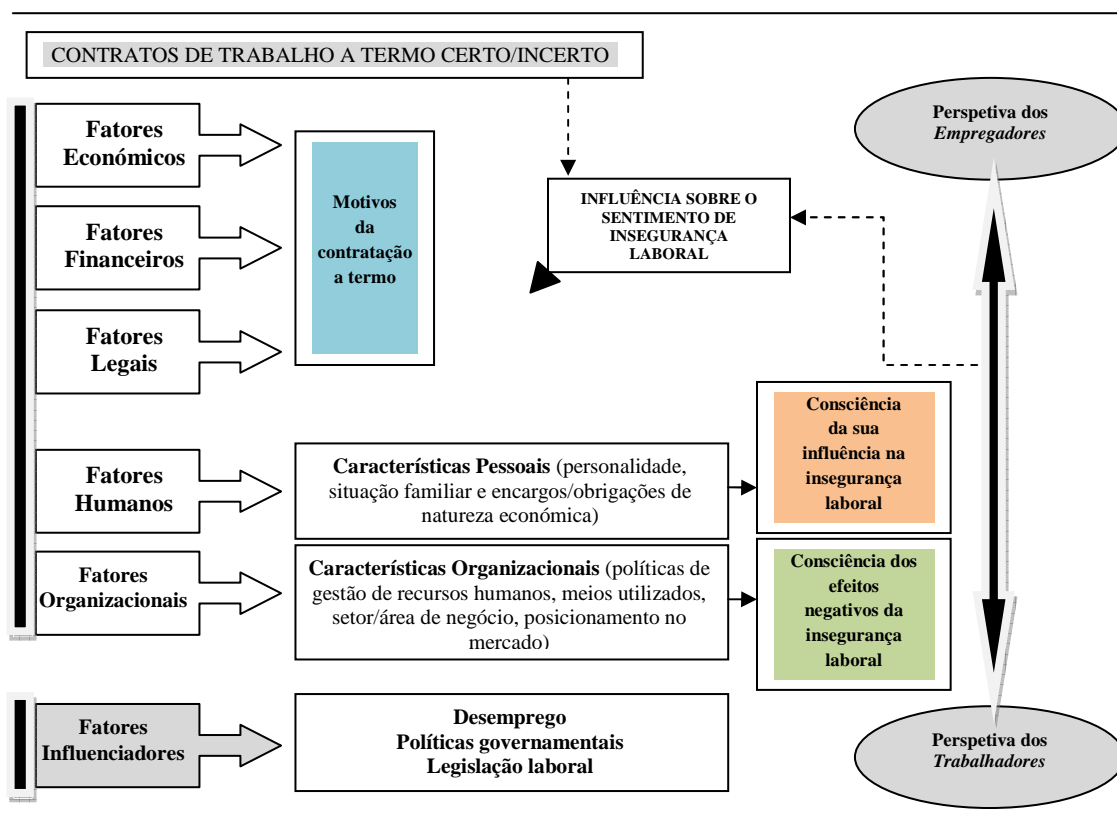 CONTRATOS DE TRABALHO A TERMO CERTO/INCERTO
Perspetiva dos
Empregadores
Fatores
Económicos
Motivos
da
contratação
a termo
INFLUÊNCIA SOBRE O
SENTIMENTO DE
INSEGURANÇA
LABORAL
Fatores
Financeiros
Fatores
Legais
Fatores
Humanos
Características Pessoais (personalidade,
situação familiar e encargos/obrigações de
natureza económica)
Consciência
da sua
influência na
insegurança
laboral
Fatores
Organizacionais
Características Organizacionais (políticas de
gestão de recursos humanos, meios utilizados,
setor/área de negócio, posicionamento no
mercado)
Consciência dos
efeitos
negativos da
insegurança
laboral
Fatores
Influenciadores
Desemprego
Políticas governamentais
Legislação laboral
Perspetiva dos
Trabalhadores